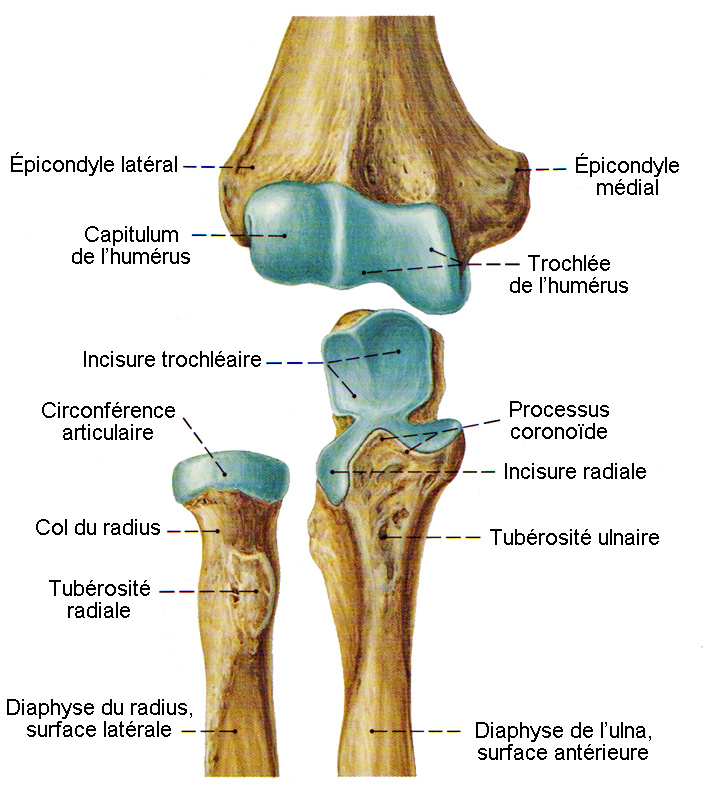 Épicondyle latéral
Épicondyle
médial
Capitulum
de l'humérus
Trochlée
de l'humérus
Incisure trochléaire
Circonférence
articulaire
Processus
coronoïde
Incisure radiale
Col du radius
Tubérosité ulnaire
Tubérosité
radiale
Diaphyse du radius,
surface latérale
Diaphyse de l'ulna,
surface antérieure